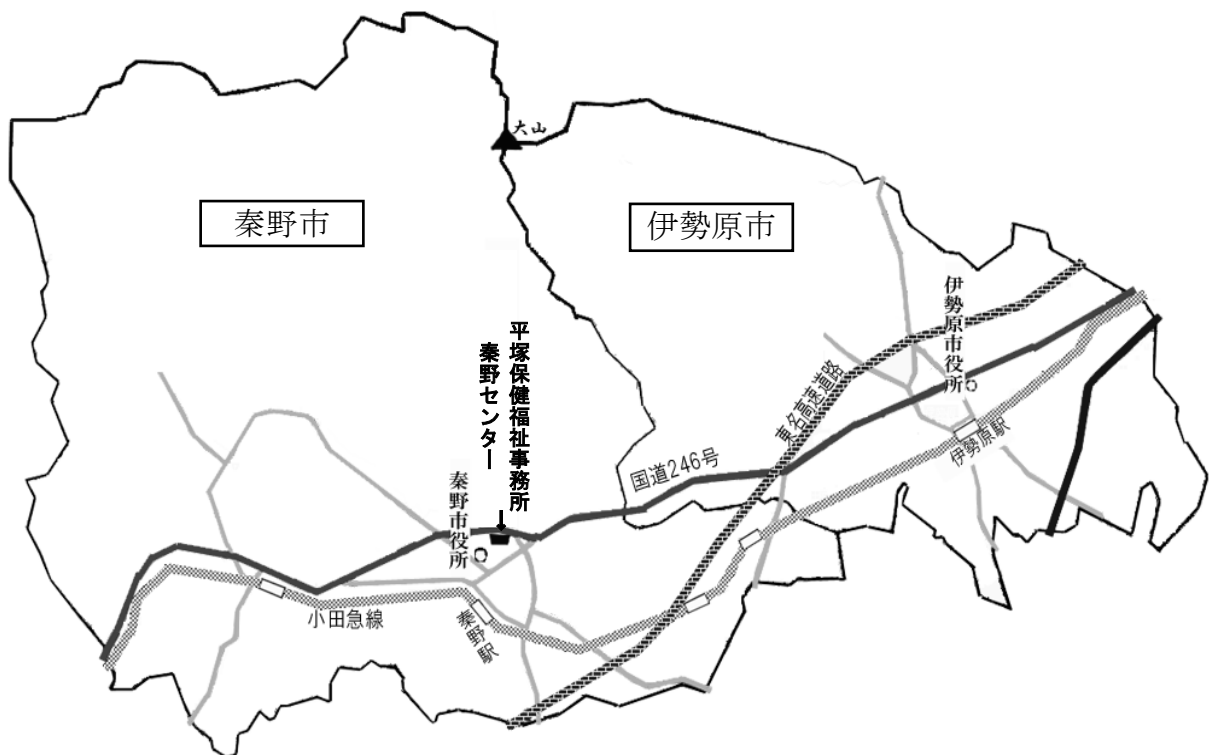 大山
秦野市
伊勢原市
伊勢原市役所
平塚保健福祉事務所
秦野センター
東名高速道路
国道246号
伊勢原駅
秦野市役所
小田急線
秦野駅